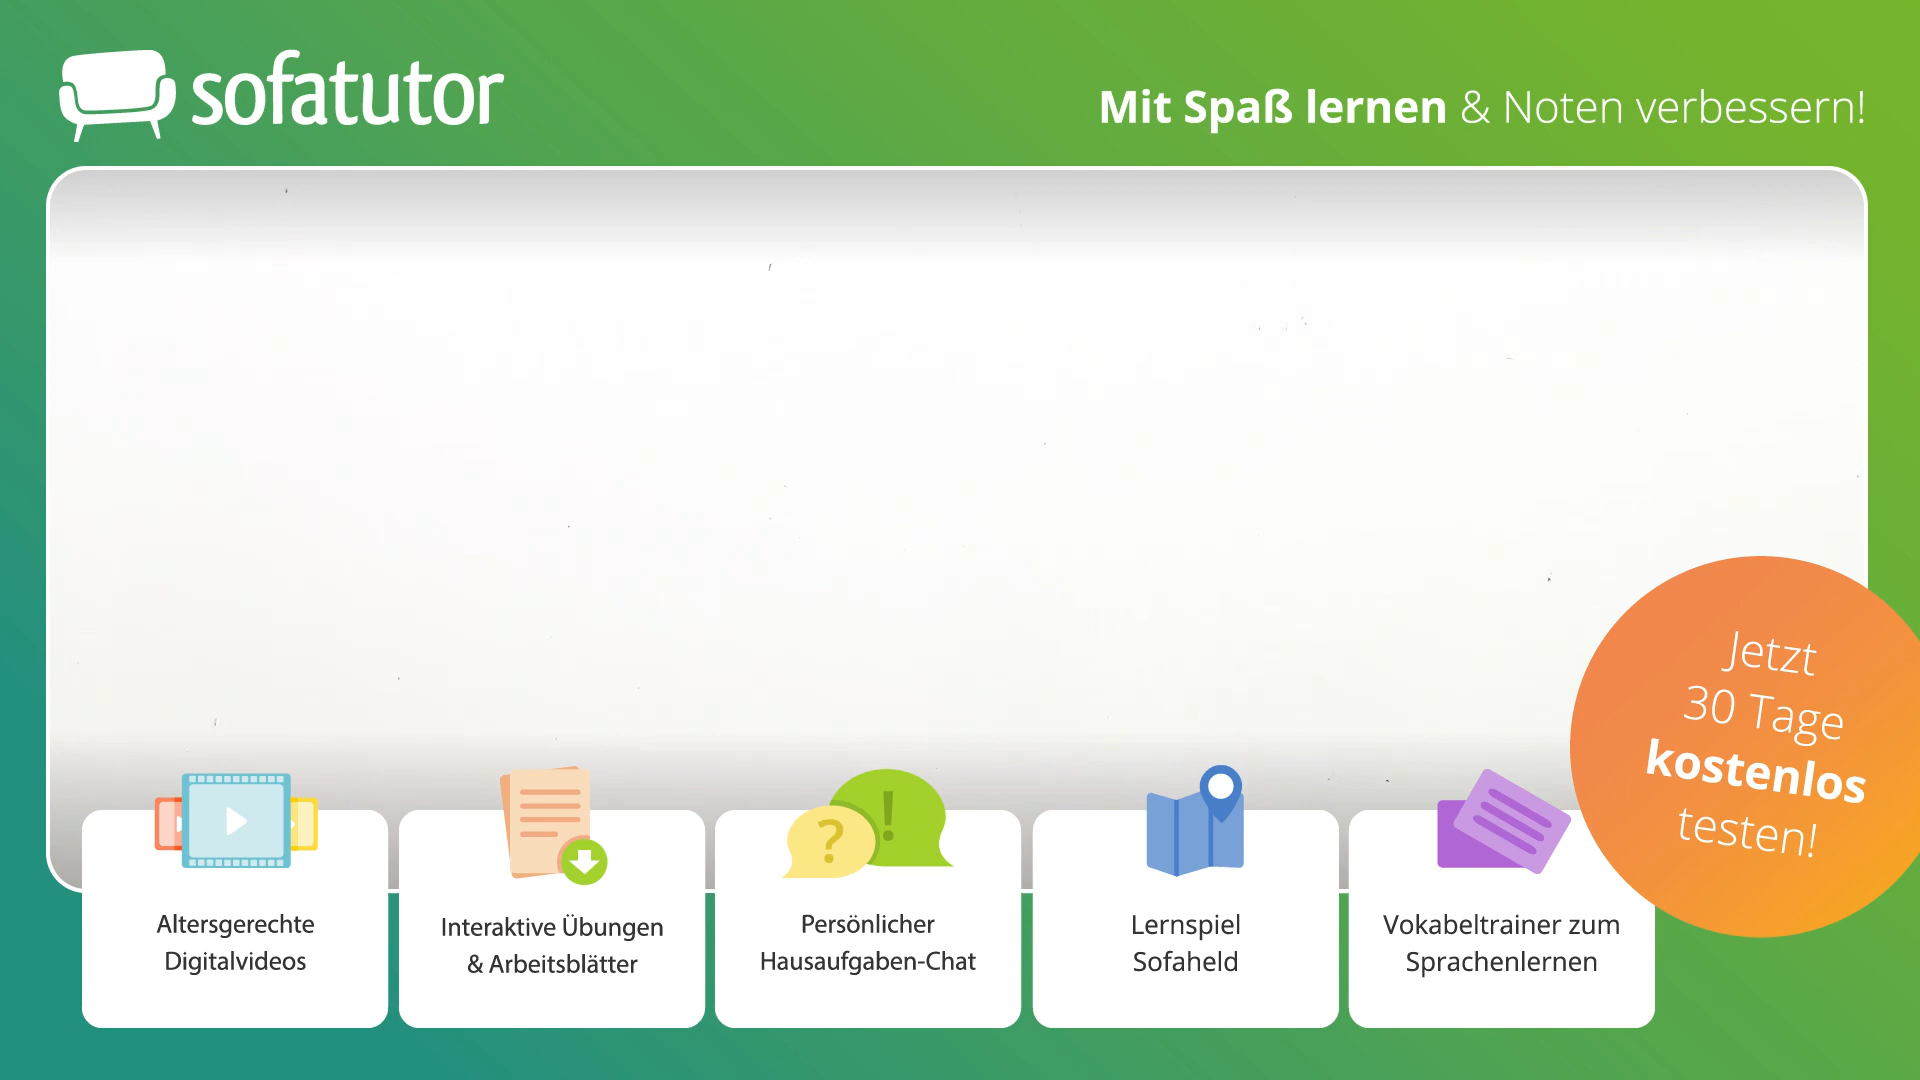 sofatutor
Mit Spaß lernen & Noten verbessern!
Jetzt
30 Tage
kostenlos
testen!
?
!
Altersgerechte
Digitalvideos
Interaktive Übungen
& Arbeitsblätter
Persönlicher
Hausaufgaben-Chat
Lernspiel
Sofaheld
Vokabeltrainer zum
Sprachenlernen